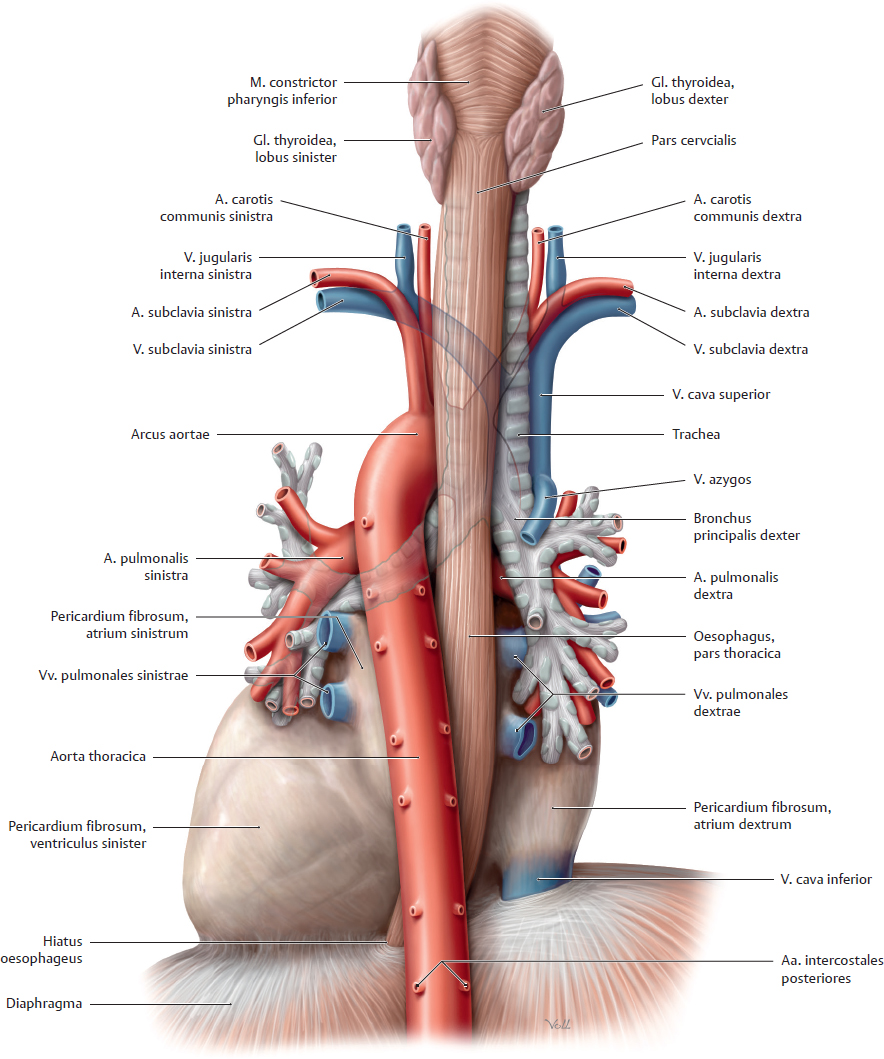 M. constrictor
pharyngis inferior
Gl. thyroidea,
lobus sinister
A. carotis
communis sinistra
V. jugularis
interna sinistra
A. subclavia sinistra
V. subclavia sinistra
Arcus aortae
A. pulmonalis
sinistra
Pericardium fibrosum,
atrium sinistrum
Vv. pulmonales sinistrae
Aorta thoracica
Pericardium fibrosum,
ventriculus sinister
Hiatus
oesophageus
Diaphragma
Gl. thyroidea,
lobus dexter
Pars cervcialis
A. carotis
communis dextra
V. jugularis
interna dextra
A. subclavia dextra
V. subclavia dextra
V. cava superior
Trachea
V. azygos
Bronchus
principalis dexter
A. pulmonalis
dextra
Oesophagus,
pars thoracica
Vv. pulmonales
dextrae
Pericardium fibrosum,
atrium dextrum
V. cava inferior
Aa. intercostales
posteriores
Voll